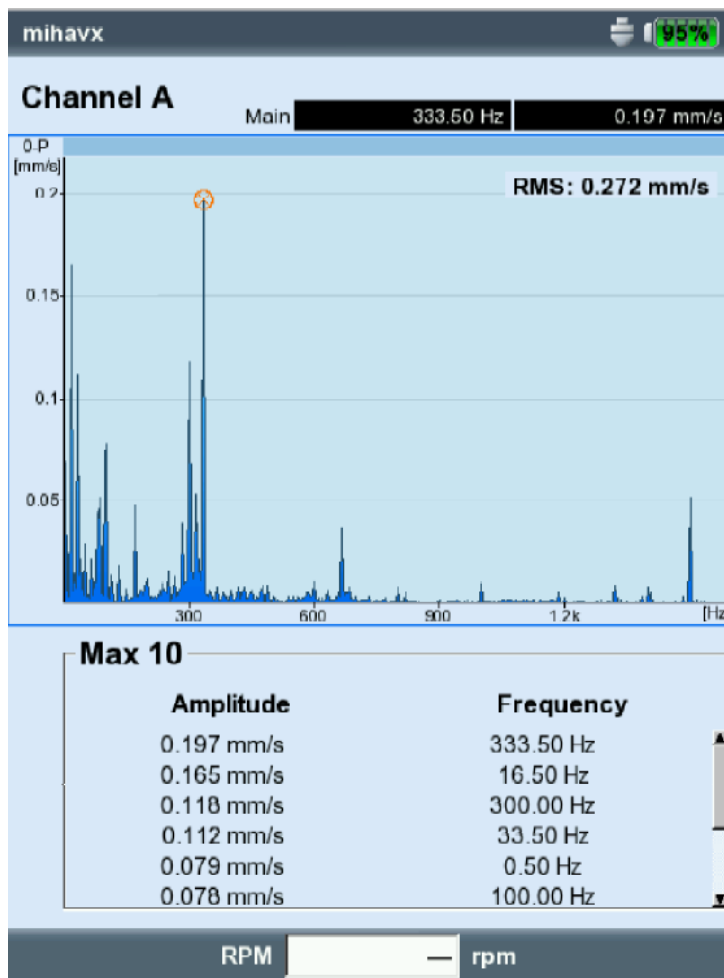 mihavx
95%
Channel A
Main 333.50 Hz 0.197 mm/s
0-P
[mm/s]
RMS: 0.272 mm/s
0.2
0.15
0.1
0.05
300 600 900 1.2k [Hz
Max 10
Amplitude Frequency
0.197 mm/s 333.50 Hz
0.165 mm/s 16.50 Hz
0.118 mm/s 300.00 Hz
0.112 mm/s 33.50 Hz
0.079 mm/s 0.50 Hz
0.078 mm/s 100.00 Hz
RPM — rpm